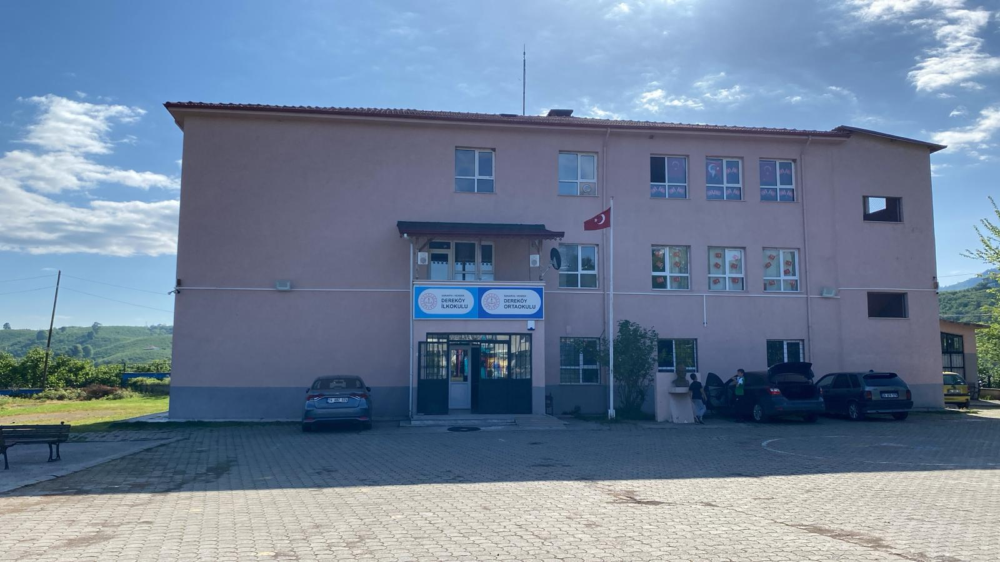 SAKARYA / HENDEK
DEREKÖY
İLKOKULU
SAKARYA / HENDEK
DEREKÖY
ORTAOKULU